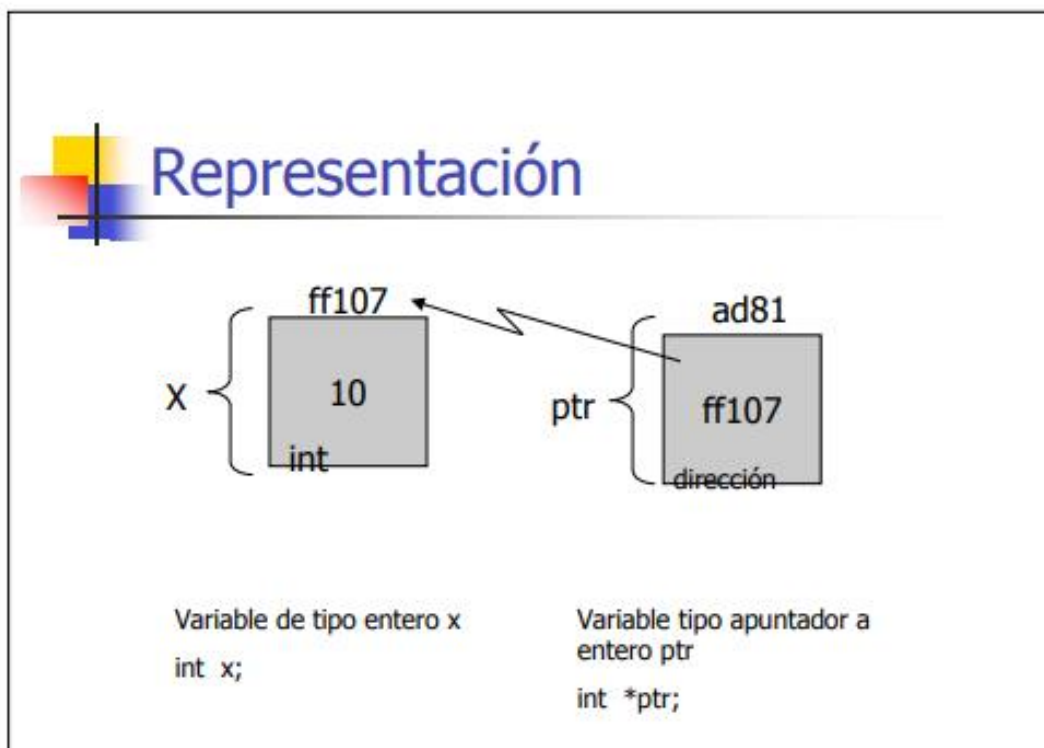 Representación
ff107
ad81
x
10
int
ptr
ff107
dirección
Variable de tipo entero x
int x;
Variable tipo apuntador a
entero ptr
int *ptr;